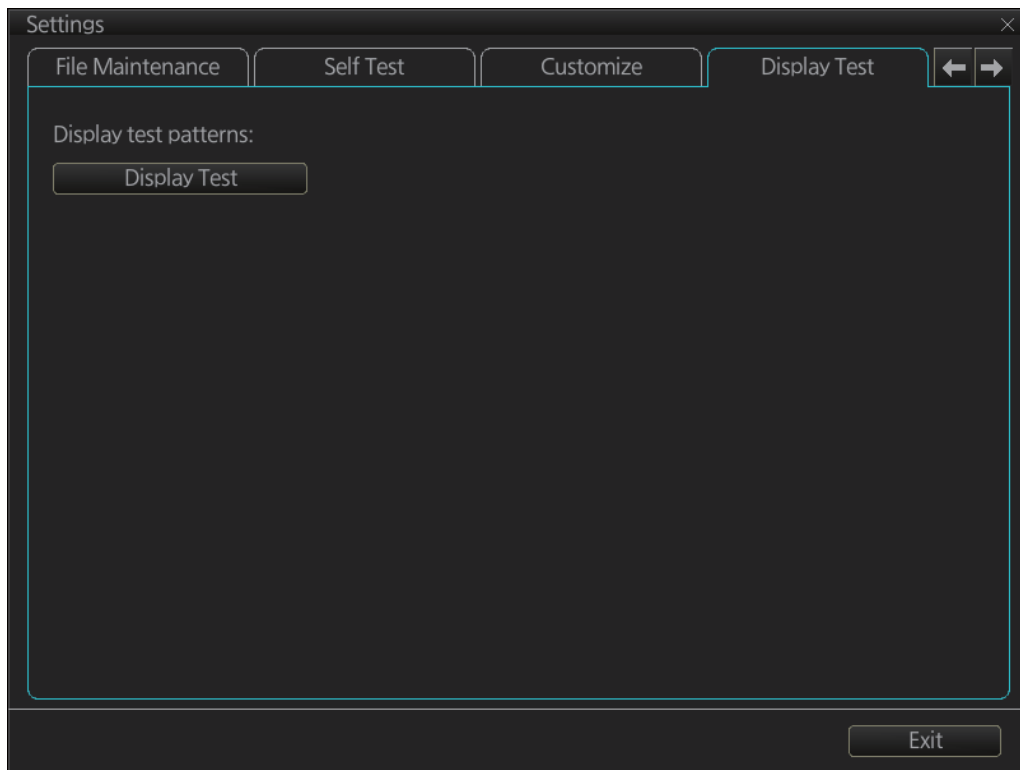 Settings
File Maintenance
Self Test
Customize
Display Test
Display test patterns:
Display Test
Exit